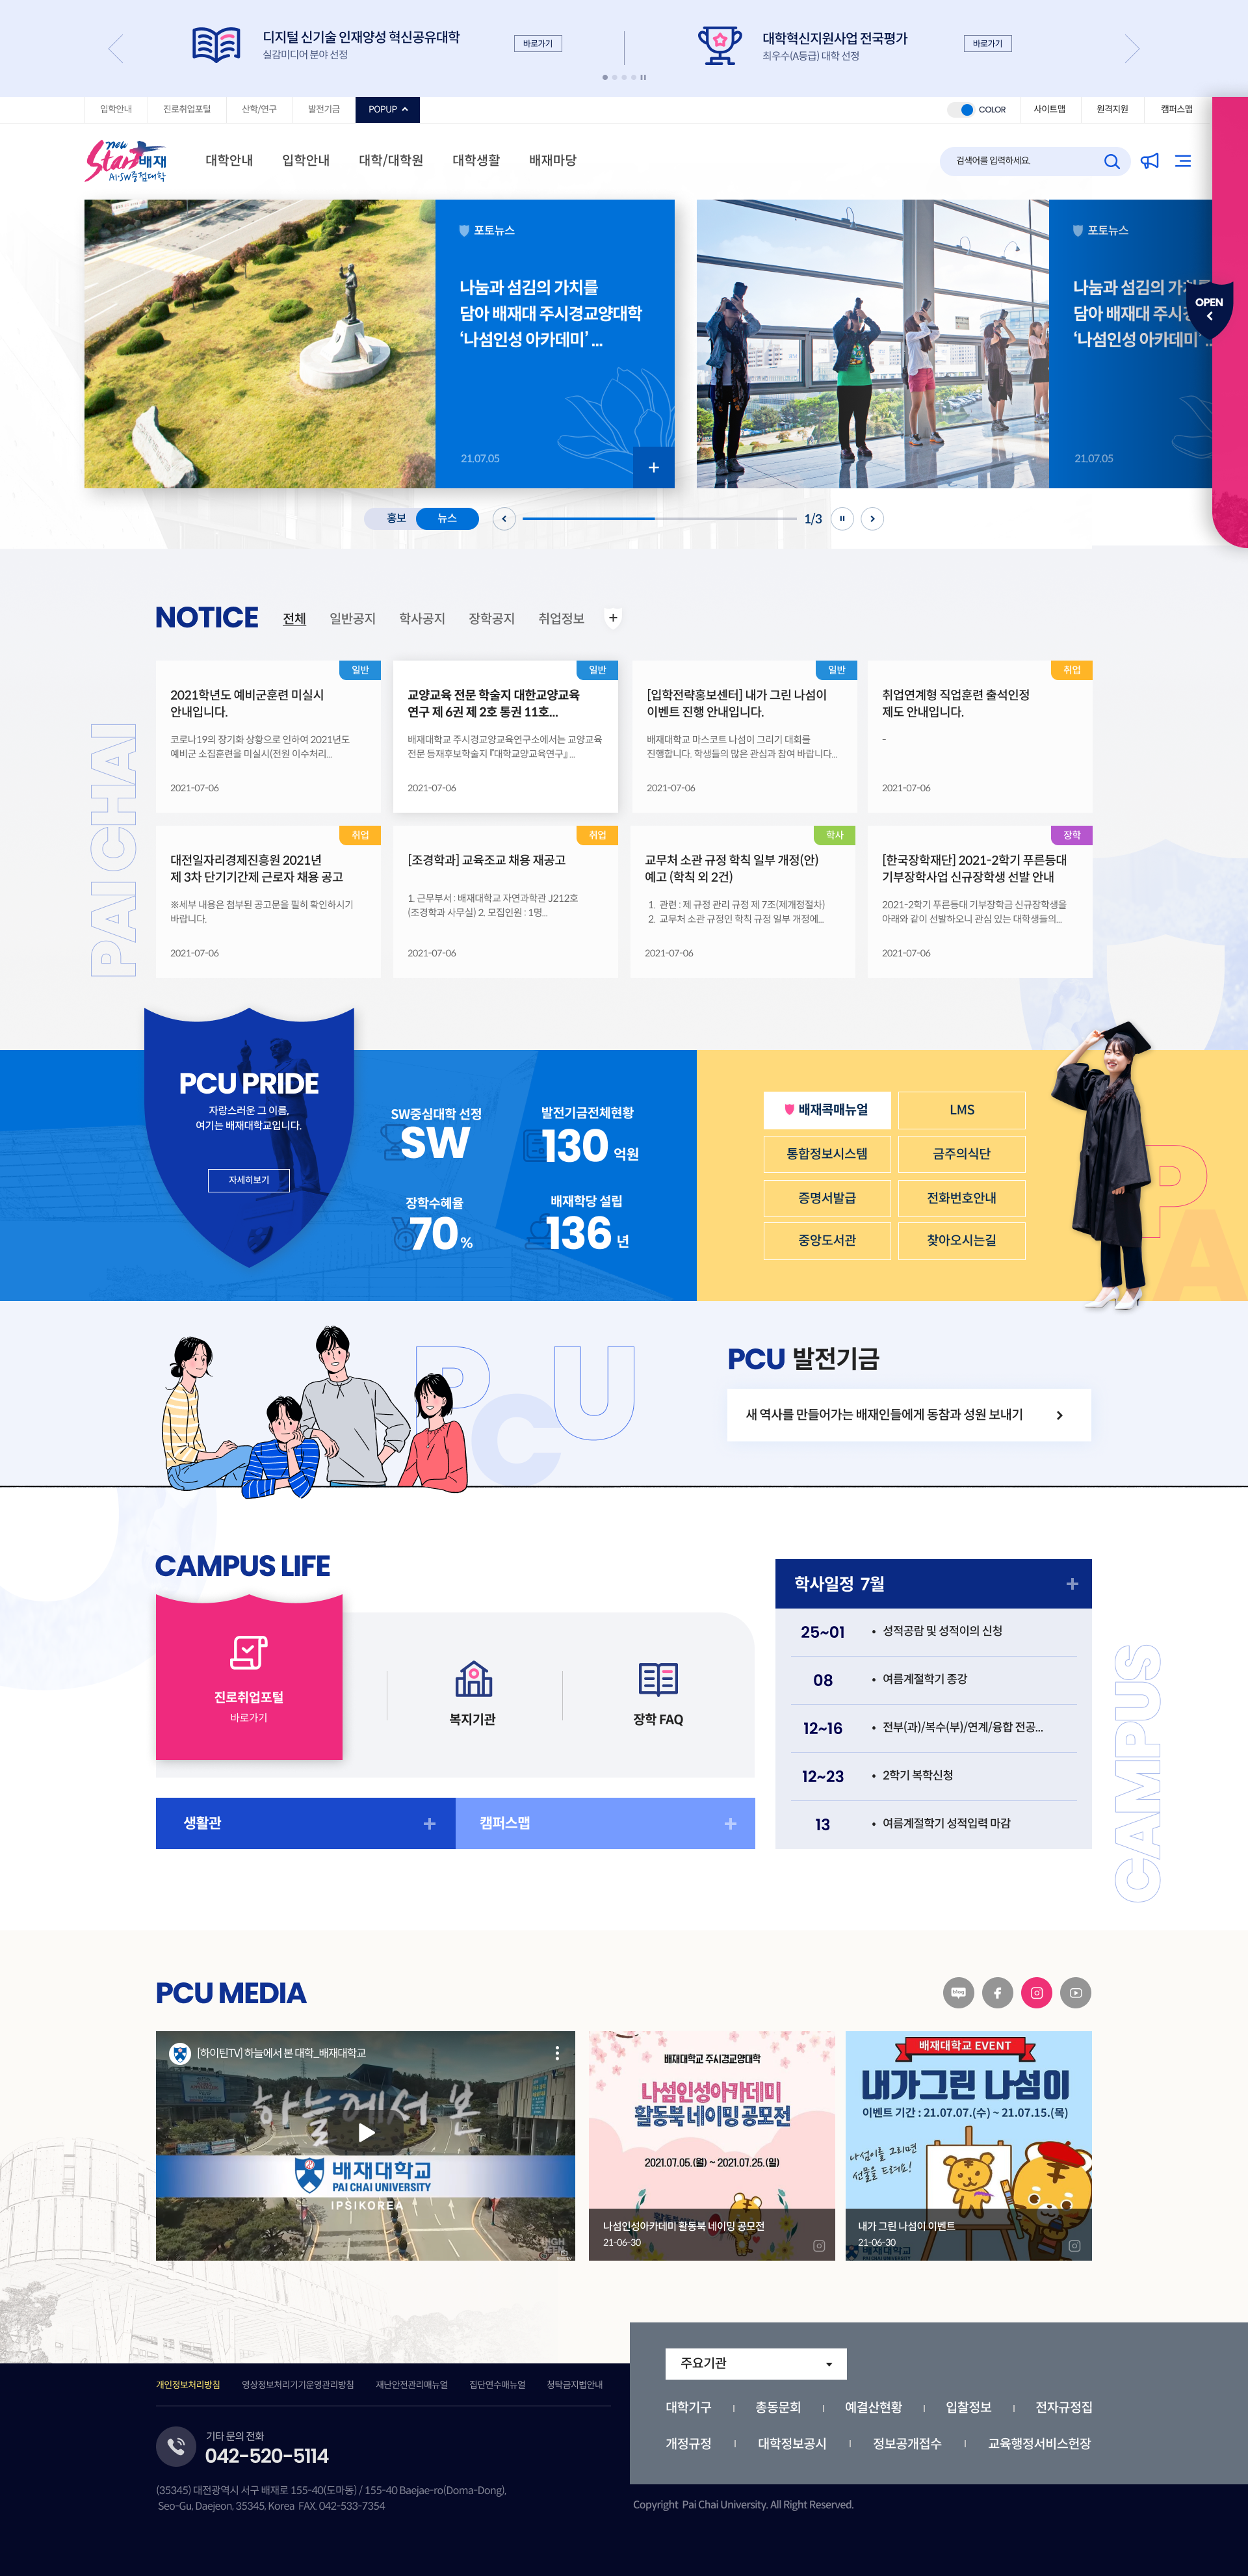 디지털 신기술 인재양성 혁신공유대학
실감미디어 분야 선정
바로가기
대학혁신지원사업 전국평가
최우수(A등급) 대학 선정
바로가기
입학안내
진로취업포털
산학/연구
발전기금
POPUP
COLOR
사이트맵
원격지원
캠퍼스맵
new
Start 배재
AI·SW중점대학
대학안내
입학안내
대학/대학원
대학생활
배재마당
검색어를 입력하세요.
포토뉴스
나눔과 섬김의 가치를
담아 배재대 주시경교양대학
‘나섬인성 아카데미’ ...
21.07.05
포토뉴스
나눔과 섬김의 가치를
담아 배재대 주시경
‘나섬인성 아카데미’ ...
21.07.05
OPEN
홍보
뉴스
1/3
NOTICE
전체
일반공지
학사공지
장학공지
취업정보
PAI CHAI
일반
2021학년도 예비군훈련 미실시
안내입니다.
코로나19의 장기화 상황으로 인하여 2021년도
예비군 소집훈련을 미실시(전원 이수처리...
2021-07-06
일반
교양교육 전문 학술지 대한교양교육
연구 제 6권 제 2호 통권 11호...
배재대학교 주시경교양교육연구소에서는 교양교육
전문 등재후보학술지 『대학교양교육연구』...
2021-07-06
일반
[입학전략홍보센터] 내가 그린 나섬이
이벤트 진행 안내입니다.
배재대학교 마스코트 나섬이 그리기 대회를
진행합니다. 학생들의 많은 관심과 참여 바랍니다...
2021-07-06
취업
취업연계형 직업훈련 출석인정
제도 안내입니다.
-
2021-07-06
취업
대전일자리경제진흥원 2021년
제 3차 단기기간제 근로자 채용 공고
※세부 내용은 첨부된 공고문을 필히 확인하시기
바랍니다.
2021-07-06
취업
[조경학과] 교육조교 채용 재공고
1. 근무부서 : 배재대학교 자연과학관 J212호
(조경학과 사무실) 2. 모집인원 : 1명...
2021-07-06
학사
교무처 소관 규정 학칙 일부 개정(안)
예고 (학칙 외 2건)
1. 관련 : 제 규정 관리 규정 제 7조(제개정절차)
2. 교무처 소관 규정인 학칙 규정 일부 개정에...
2021-07-06
장학
[한국장학재단] 2021-2학기 푸른등대
기부장학사업 신규장학생 선발 안내
2021-2학기 푸른등대 기부장학금 신규장학생을
아래와 같이 선발하오니 관심 있는 대학생들의...
2021-07-06
PCU PRIDE
자랑스러운 그 이름,
여기는 배재대학교입니다.
자세히보기
SW중심대학 선정
SW
발전기금전체현황
130 억원
장학수혜율
70 %
배재학당 설립
136 년
배재콕매뉴얼
LMS
통합정보시스템
금주의식단
증명서발급
전화번호안내
중앙도서관
찾아오시는길
PA
PCU
PCU 발전기금
새 역사를 만들어가는 배재인들에게 동참과 성원 보내기
CAMPUS LIFE
진로취업포털
바로가기
복지기관
장학 FAQ
생활관
캠퍼스맵
학사일정 7월
25~01
• 성적공람 및 성적이의 신청
08
• 여름계절학기 종강
12~16
• 전부(과)/복수(부)/연계/융합 전공...
12~23
• 2학기 복학신청
13
• 여름계절학기 성적입력 마감
CAMPUS
PCU MEDIA
blog
[하이틴TV] 하늘에서 본 대학_배재대학교
하늘께서 본
배재대학교
PAI CHAI UNIVERSITY
IPSIKOREA
배재대학교 주시경교양대학
나섬인성아카데미
활동북 네이밍 공모전
2021.07.05.(월) ~ 2021.07.25.(일)
나섬인성아카데미 활동북 네이밍 공모전
21-06-30
배재대학교 EVENT
내가그린 나섬이
이벤트 기간 : 21.07.07.(수) ~ 21.07.15.(목)
나섬이를 그리면
선물을 드려요!
내가 그린 나섬이 이벤트
21-06-30
배재대학교
주요기관
대학기구
총동문회
예결산현황
입찰정보
전자규정집
개정규정
대학정보공시
정보공개접수
교육행정서비스헌장
개인정보처리방침
영상정보처리기기운영관리방침
재난안전관리매뉴얼
집단연수매뉴얼
청탁금지법안내
기타 문의 전화
042-520-5114
(35345) 대전광역시 서구 배재로 155-40(도마동) / 155-40 Baejae-ro(Doma-Dong),
Seo-Gu, Daejeon, 35345, Korea FAX. 042-533-7354
Copyright Pai Chai University. All Right Reserved.